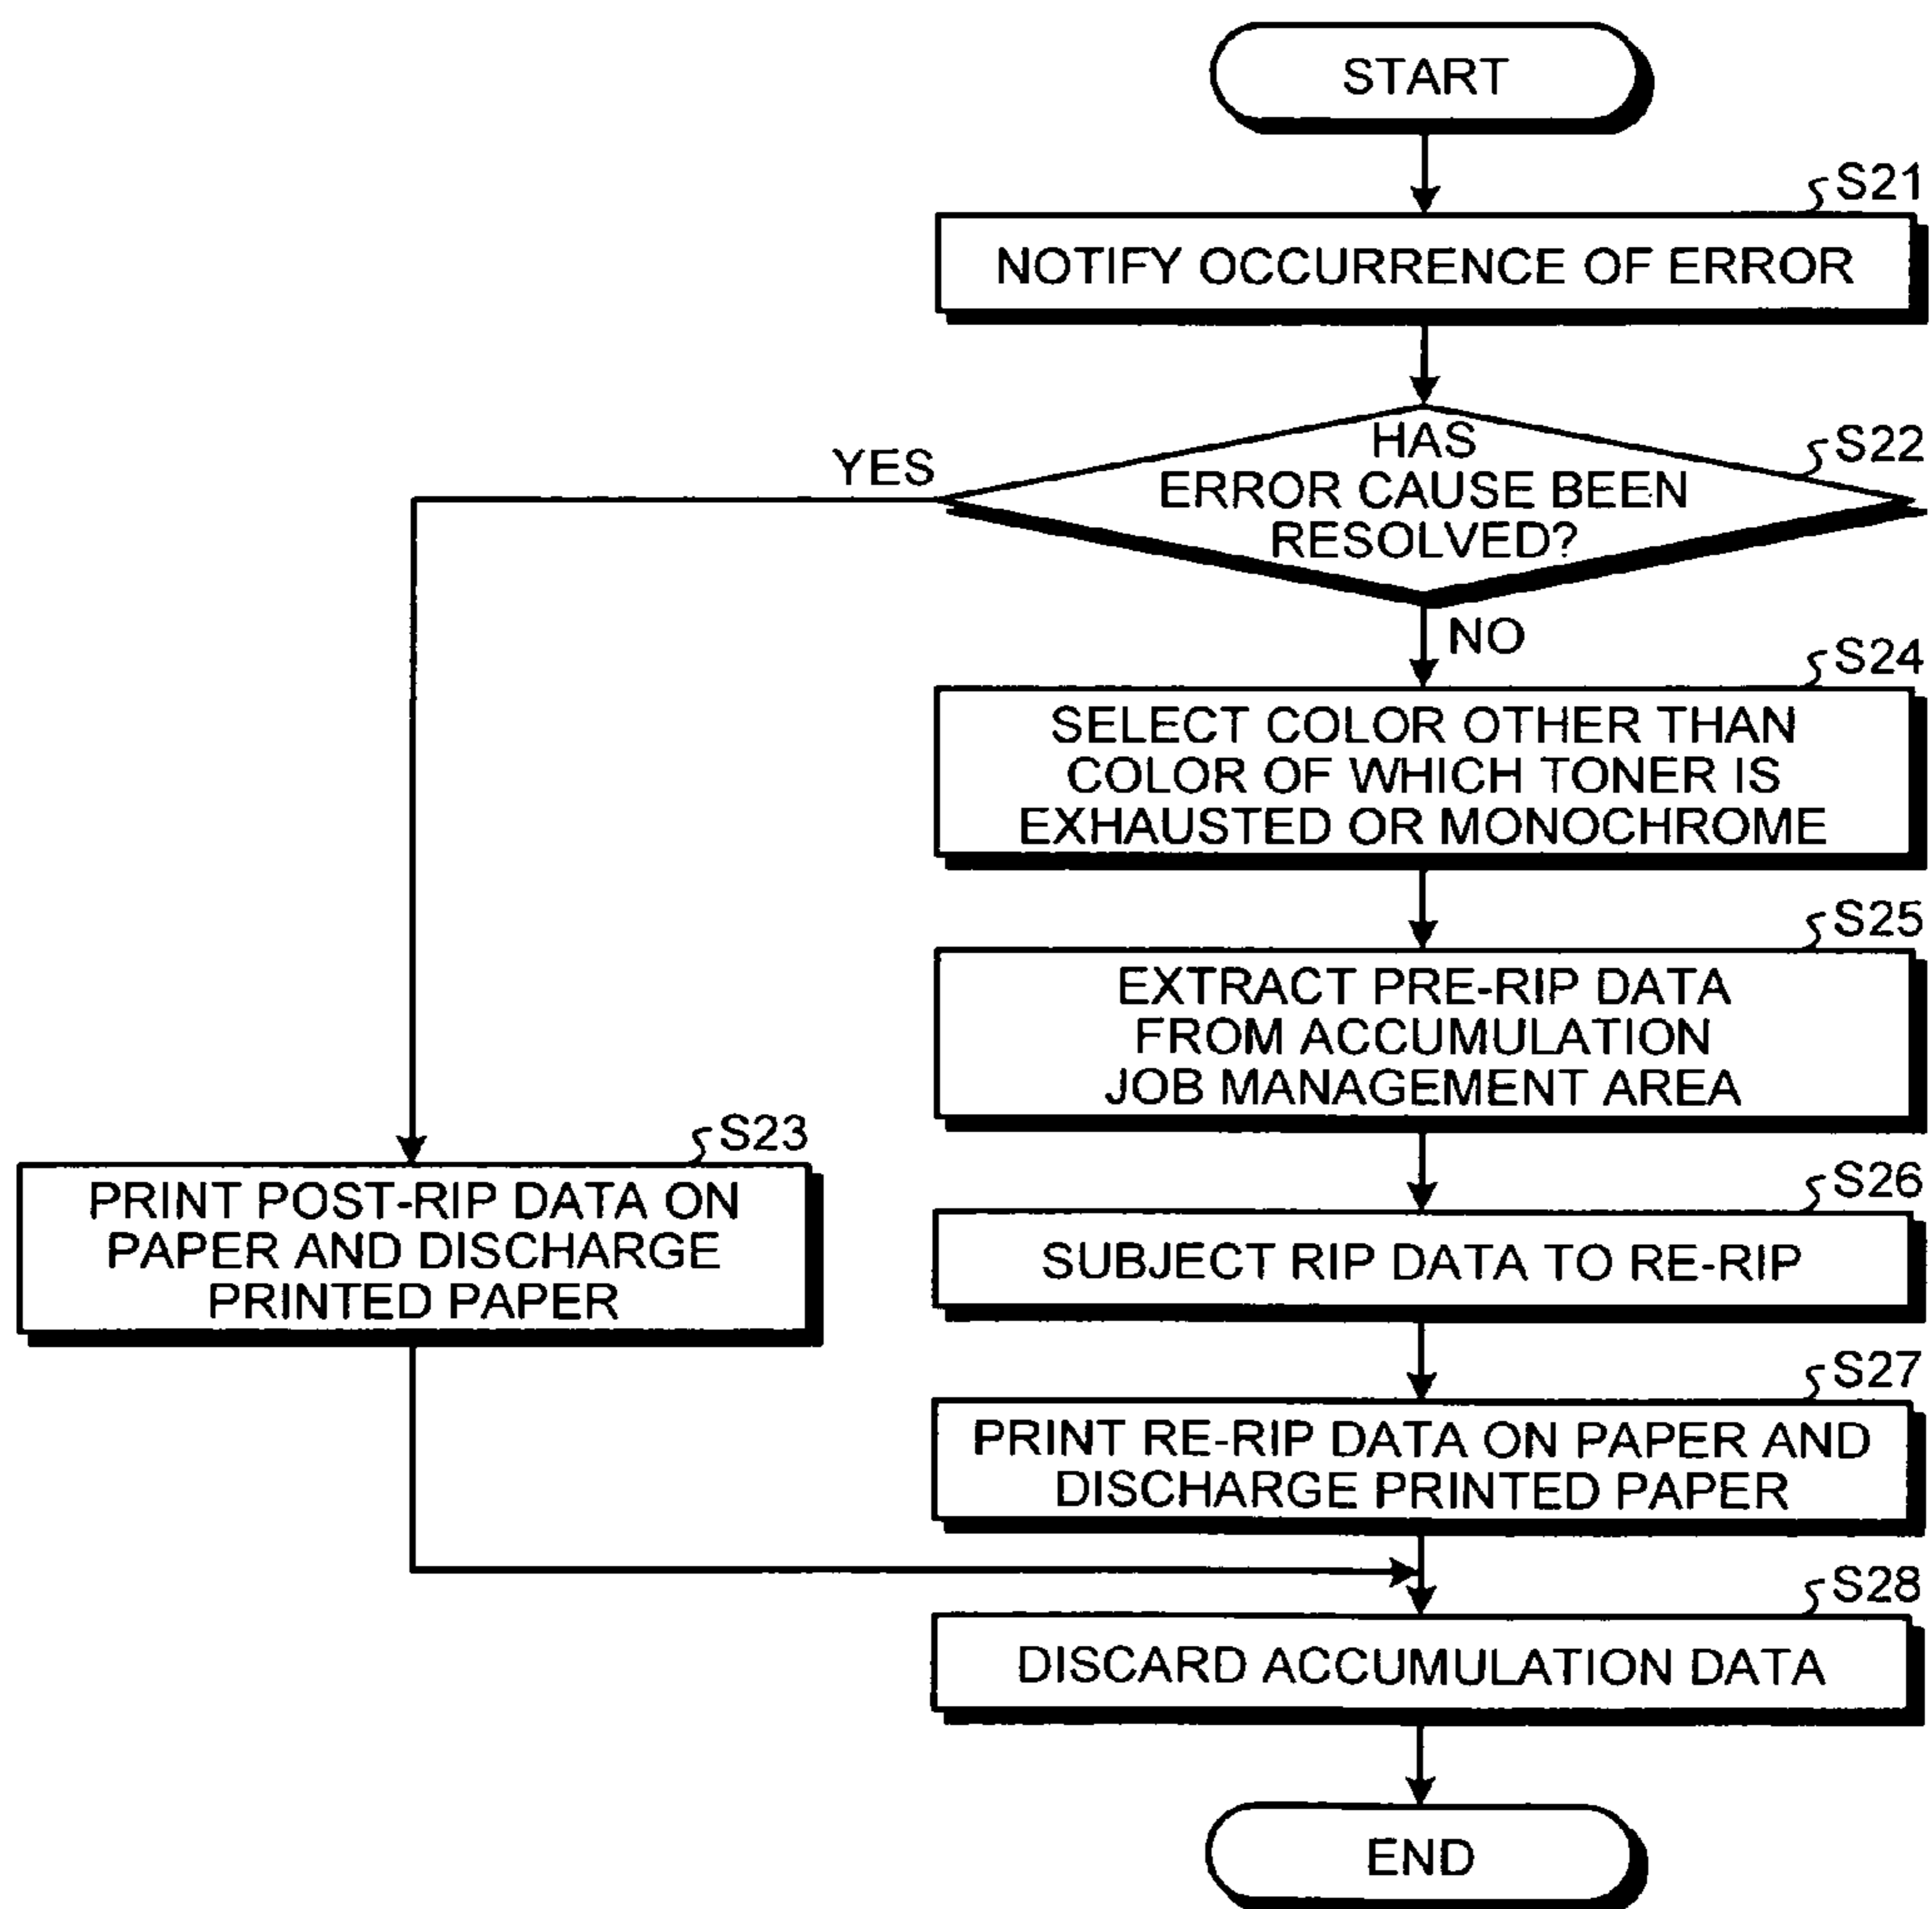 START
S21
NOTIFY OCCURRENCE OF ERROR
S22
HAS
ERROR CAUSE BEEN
RESOLVED?
YES
NO
S24
SELECT COLOR OTHER THAN
COLOR OF WHICH TONER IS
EXHAUSTED OR MONOCHROME
S25
EXTRACT PRE-RIP DATA
FROM ACCUMULATION
JOB MANAGEMENT AREA
S23
PRINT POST-RIP DATA ON
PAPER AND DISCHARGE
PRINTED PAPER
S26
SUBJECT RIP DATA TO RE-RIP
S27
PRINT RE-RIP DATA ON PAPER AND
DISCHARGE PRINTED PAPER
S28
DISCARD ACCUMULATION DATA
END